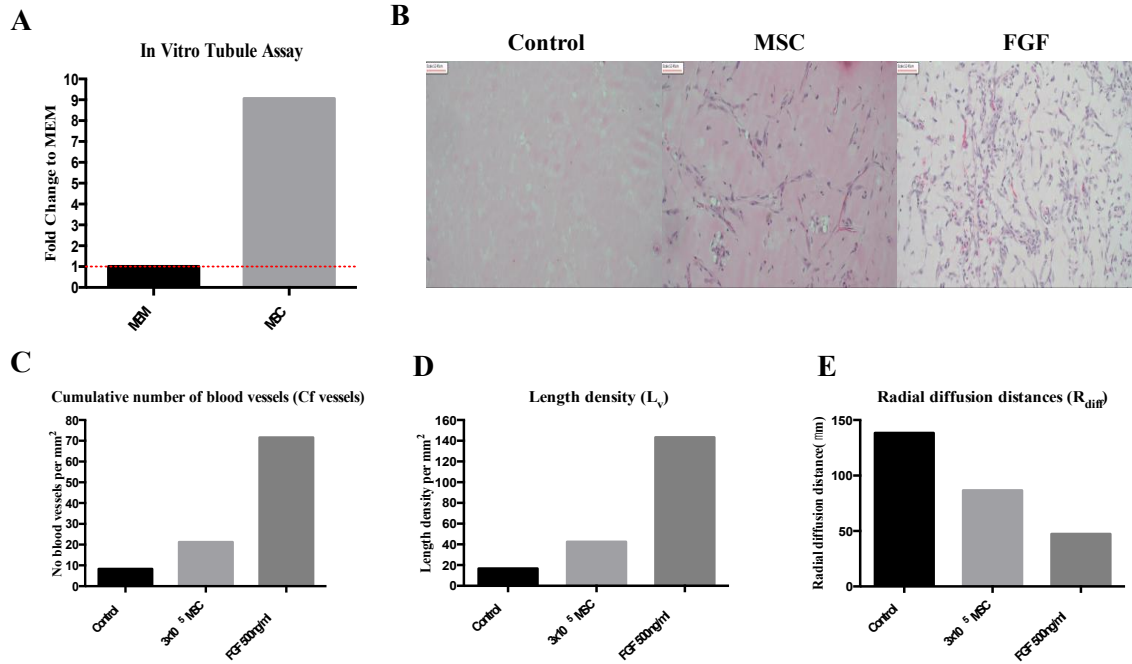 A
In Vitro Tubule Assay
Fold Change to MEM
10
9
8
7
6
5
4
3
2
1
0
MEM
MSC
B
Control
MSC
FGF
C
Cumulative number of blood vessels (Cf vessels)
No blood vessels per mm2
80
70
60
50
40
30
20
10
0
Control
3x10 5 MSC
FGF 500ng/ml
D
Length density (Lv)
Length density per mm2
160
140
120
100
80
60
40
20
0
Control
3x10 5 MSC
FGF 500ng/ml
E
Radial diffusion distances (Rdiff)
Radial diffusion distance( mm)
150
100
50
0
Control
3x10 5 MSC
FGF 500ng/ml